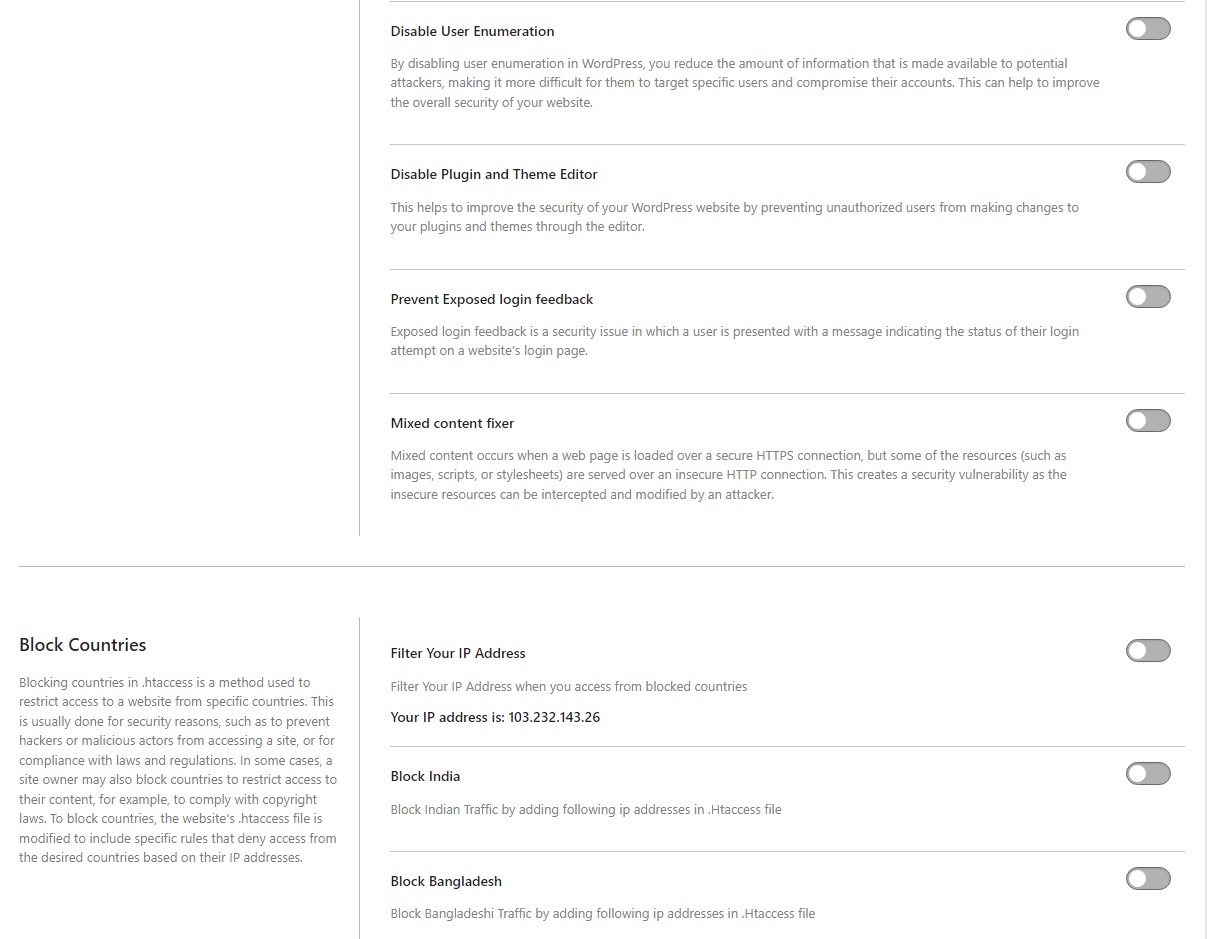 Disable User Enumeration
By disabling user enumeration in WordPress, you reduce the amount of information that is made available to potential
attackers, making it more difficult for them to target specific users and compromise their accounts. This can help to improve
the overall security of your website.
Disable Plugin and Theme Editor
This helps to improve the security of your WordPress website by preventing unauthorized users from making changes to
your plugins and themes through the editor.
Prevent Exposed login feedback
Exposed login feedback is a security issue in which a user is presented with a message indicating the status of their login
attempt on a website's login page.
Mixed content fixer
Mixed content occurs when a web page is loaded over a secure HTTPS connection, but some of the resources (such as
images, scripts, or stylesheets) are served over an insecure HTTP connection. This creates a security vulnerability as the
insecure resources can be intercepted and modified by an attacker.
Block Countries
Blocking countries in .htaccess is a method used to
restrict access to a website from specific countries. This
is usually done for security reasons, such as to prevent
hackers or malicious actors from accessing a site, or for
compliance with laws and regulations. In some cases, a
site owner may also block countries to restrict access to
their content, for example, to comply with copyright
laws. To block countries, the website's .htaccess file is
modified to include specific rules that deny access from
the desired countries based on their IP addresses.
Filter Your IP Address
Filter Your IP Address when you access from blocked countries
Your IP address is: 103.232.143.26
Block India
Block Indian Traffic by adding following ip addresses in .Htaccess file
Block Bangladesh
Block Bangladeshi Traffic by adding following ip addresses in .Htaccess file